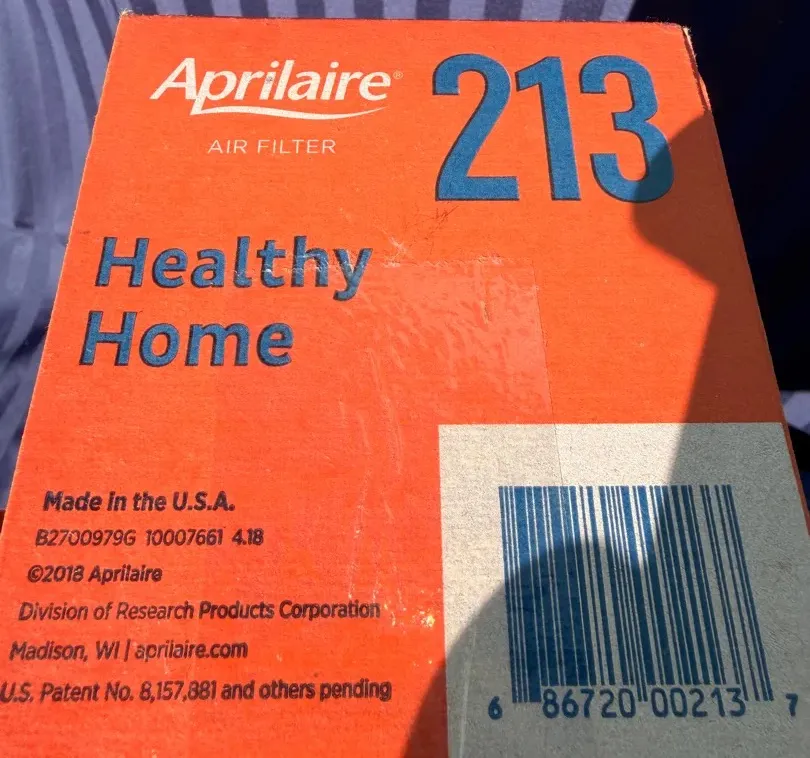 Aprilaire®
213
AIR FILTER
Healthy
Home
Made in the U.S.A.
B2700979G 10007661 4.18
©2018 Aprilaire
Division of Research Products Corporation
Madison, WI | aprilaire.com
U.S. Patent No. 8,157,881 and others pending
6 86720 00213 7